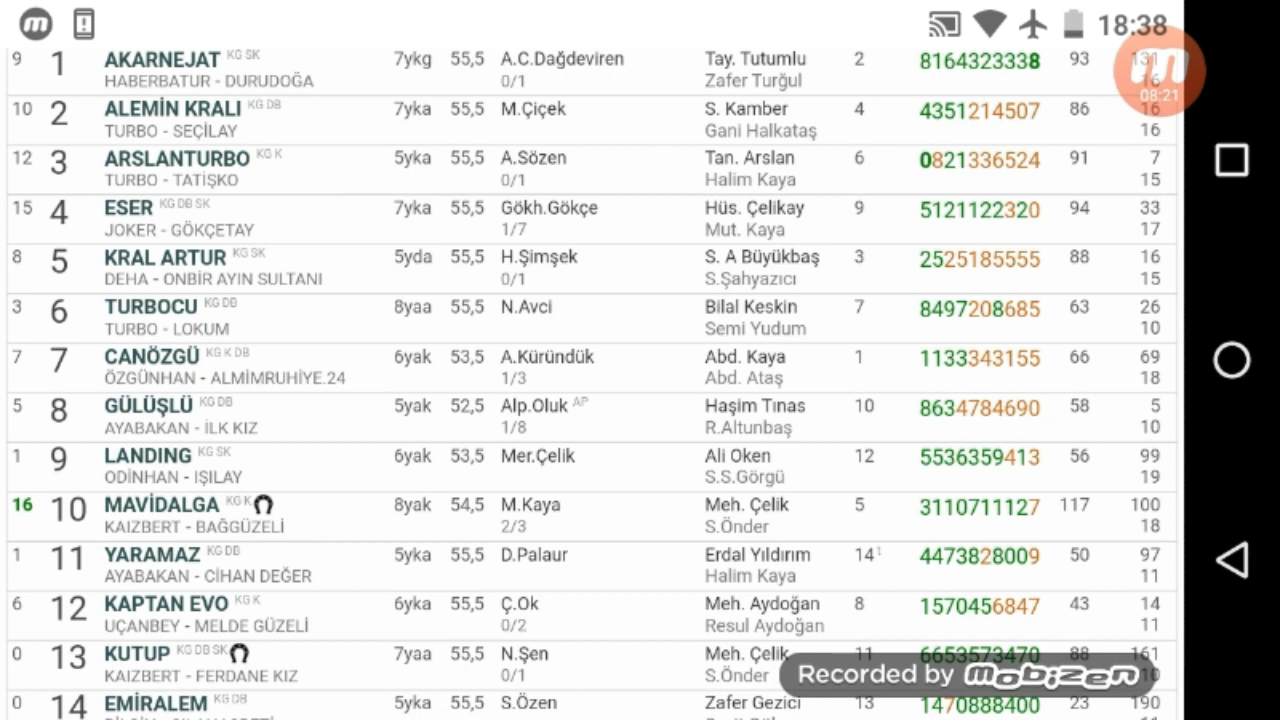 18:38
9 1 AKARNEJAT KG SK 7ykg 55,5 A.C.Dağdeviren Tay. Tutumlu 2 8164323338 93 131
HABERBATUR - DURUDOĞA 0/1 Zafer Turğul 16
08:21
10 2 ALEMİN KRALI KG DB 7yka 55,5 M.Çiçek S. Kamber 4 4351214507 86 16
TURBO - SEÇİLAY Gani Halkataş 16
12 3 ARSLANTURBO KG K 5yka 55,5 A.Sözen Tan. Arslan 6 0821336524 91 7
TURBO - TATİŞKO 0/1 Halim Kaya 15
15 4 ESER KG DB SK 7yka 55,5 Gökh.Gökçe Hüs. Çelikay 9 5121122320 94 33
JOKER - GÖKÇETAY 1/7 Mut. Kaya 17
8 5 KRAL ARTUR KG SK 5yda 55,5 H.Şimşek S. A Büyükbaş 3 2525185555 88 16
DEHA - ONBİR AYIN SULTANI 0/1 S.Şahyazıcı 15
3 6 TURBOCU KG DB 8yaa 55,5 N.Avci Bilal Keskin 7 8497208685 63 26
TURBO - LOKUM Semi Yudum 10
7 7 CANÖZGÜ KG K DB 6yak 53,5 A.Küründük Abd. Kaya 1 1133343155 66 69
ÖZGÜNHAN - ALMİMRUHİYE.24 1/3 Abd. Ataş 18
5 8 GÜLÜŞLÜ KG DB 5yak 52,5 Alp.Oluk AP Haşim Tınas 10 8634784690 58 5
AYABAKAN - İLK KIZ 1/8 R.Altunbaş 10
1 9 LANDING KG SK 6yak 53,5 Mer.Çelik Ali Oken 12 5536359413 56 99
ODİNHAN - IŞILAY S.S.Görgü 19
16 10 MAVİDALGA KG K 8yak 54,5 M.Kaya Meh. Çelik 5 3110711127 117 100
KAIZBERT - BAĞGÜZELİ 2/3 S.Önder 18
1 11 YARAMAZ KG DB 5yka 55,5 D.Palaur Erdal Yıldırım 14 1 4473828009 50 97
AYABAKAN - CİHAN DEĞER Halim Kaya 11
6 12 KAPTAN EVO KG K 6yka 55,5 Ç.Ok Meh. Aydoğan 8 1570456847 43 14
UÇANBEY - MELDE GÜZELİ 0/2 Resul Aydoğan 11
0 13 KUTUP KG DB SK 7yaa 55,5 N.Şen Meh. Çelik 11 6653573470 88 161
KAIZBERT - FERDANE KIZ 0/1 S.Önder 10
Recorded by mobizen
0 14 EMİRALEM KG DB 5yka 55,5 S.Özen Zafer Gezici 13 1470888400 23 190